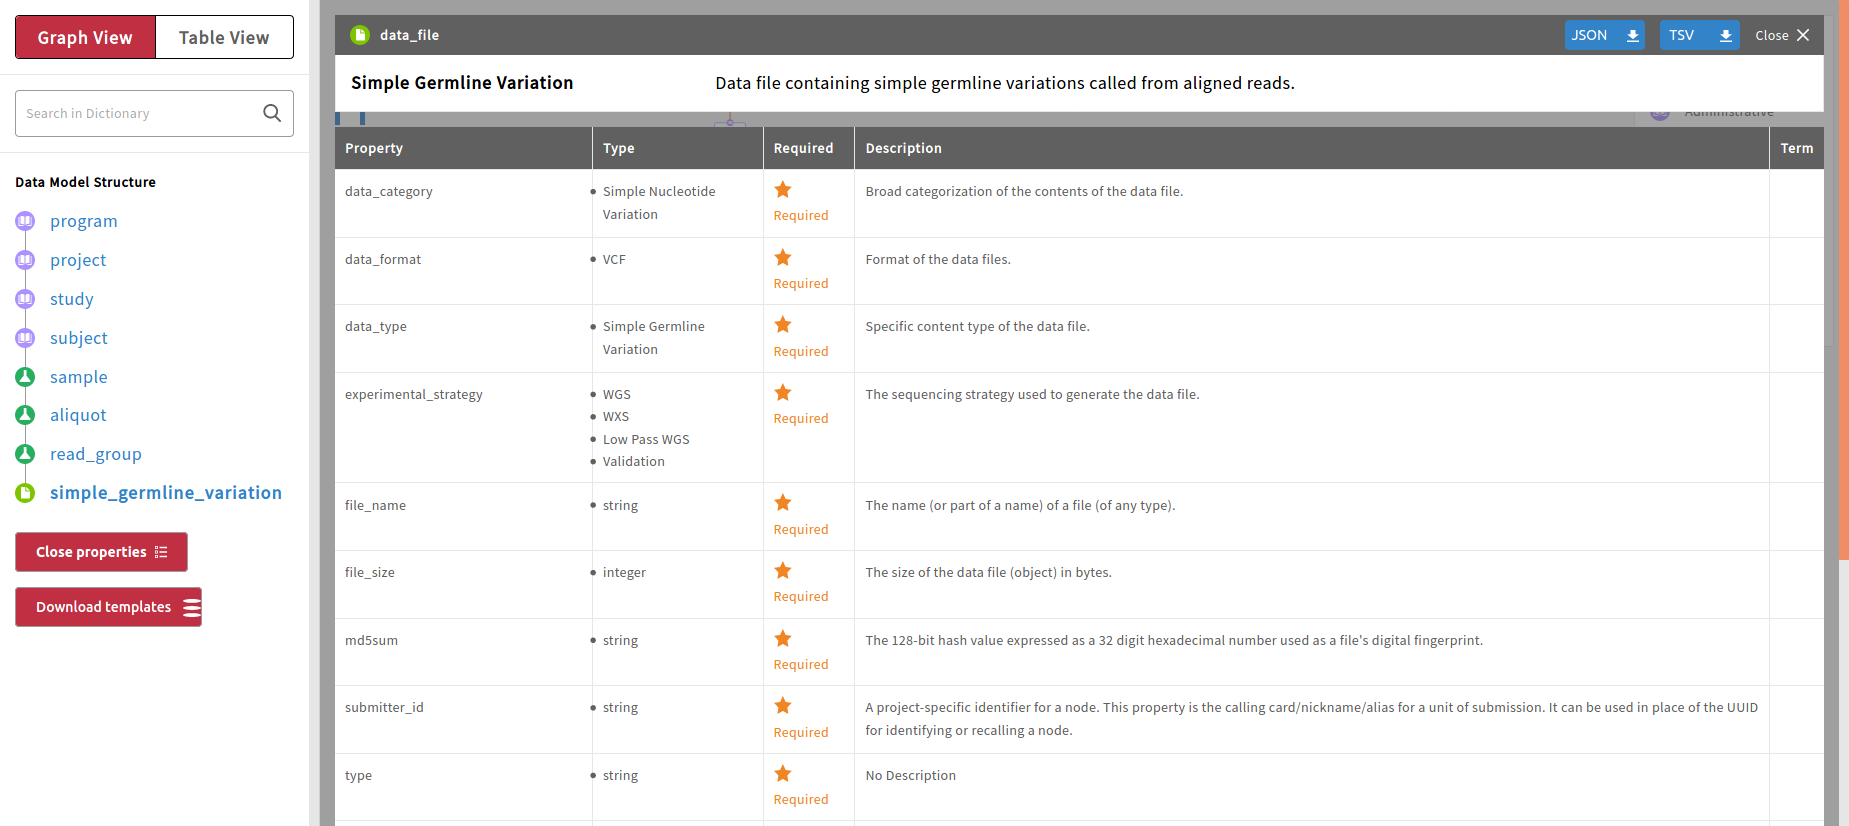 Graph View
Table View
Search in Dictionary
Data Model Structure
program
project
study
subject
sample
aliquot
read_group
simple_germline_variation
Close properties
Download templates
data_file
JSON
TSV
Close
Simple Germline Variation
Data file containing simple germline variations called from aligned reads.
Administrative
Property
Type
Required
Description
Term
data_category
Simple Nucleotide
Variation
Required
Broad categorization of the contents of the data file.
data_format
VCF
Required
Format of the data files.
data_type
Simple Germline
Variation
Required
Specific content type of the data file.
experimental_strategy
WGS
WXS
Low Pass WGS
Validation
Required
The sequencing strategy used to generate the data file.
file_name
string
Required
The name (or part of a name) of a file (of any type).
file_size
integer
Required
The size of the data file (object) in bytes.
md5sum
string
Required
The 128-bit hash value expressed as a 32 digit hexadecimal number used as a file's digital fingerprint.
submitter_id
string
Required
A project-specific identifier for a node. This property is the calling card/nickname/alias for a unit of submission. It can be used in place of the UUID
for identifying or recalling a node.
type
string
Required
No Description